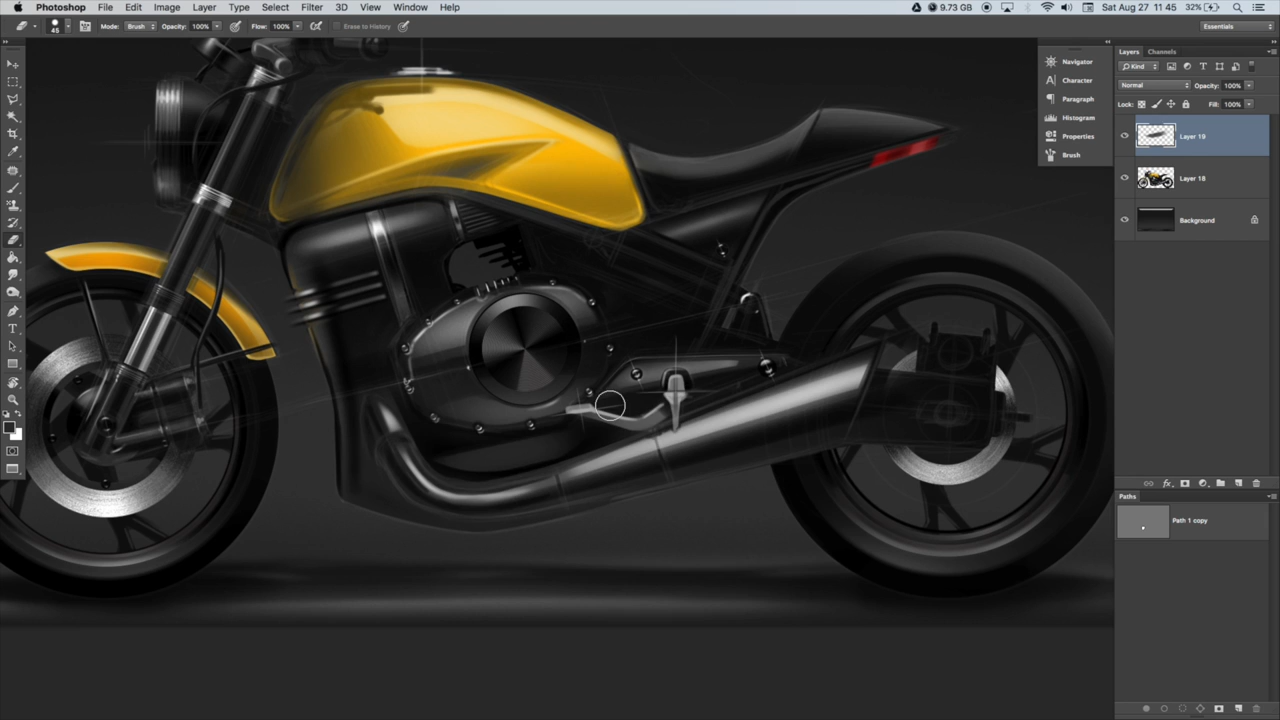 Photoshop File Edit Image Layer Type Select Filter 3D View Window Help 9.73 GB Sat Aug 27 11 45 32%
45 Mode: Brush Opacity: 100% Flow: 100% Erase to History Essentials
Navigator
Character
Paragraph
Histogram
Properties
Brush
Layers Channels
Kind
Normal Opacity: 100%
Lock: Fill: 100%
Layer 19
Layer 18
Background
Paths
Path 1 copy